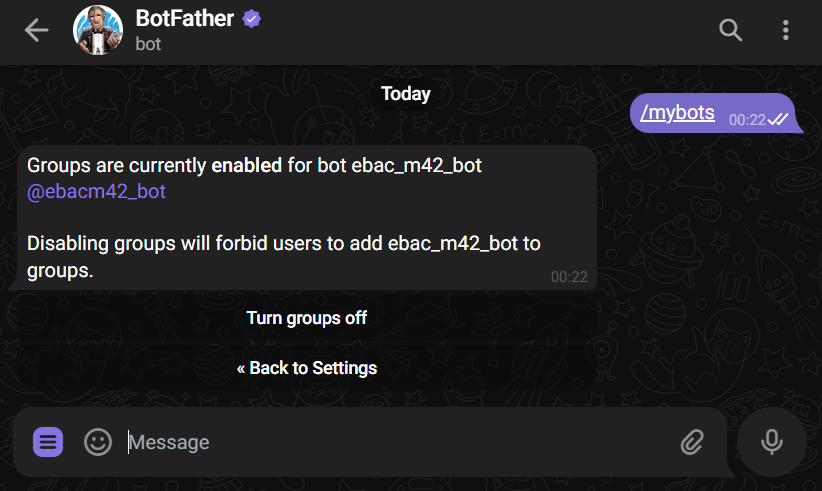 BotFather
bot
Today
/mybots 00:22
Groups are currently enabled for bot ebac_m42_bot
@ebacm42_bot
Disabling groups will forbid users to add ebac_m42_bot to
groups.
00:22
Turn groups off
« Back to Settings
Message